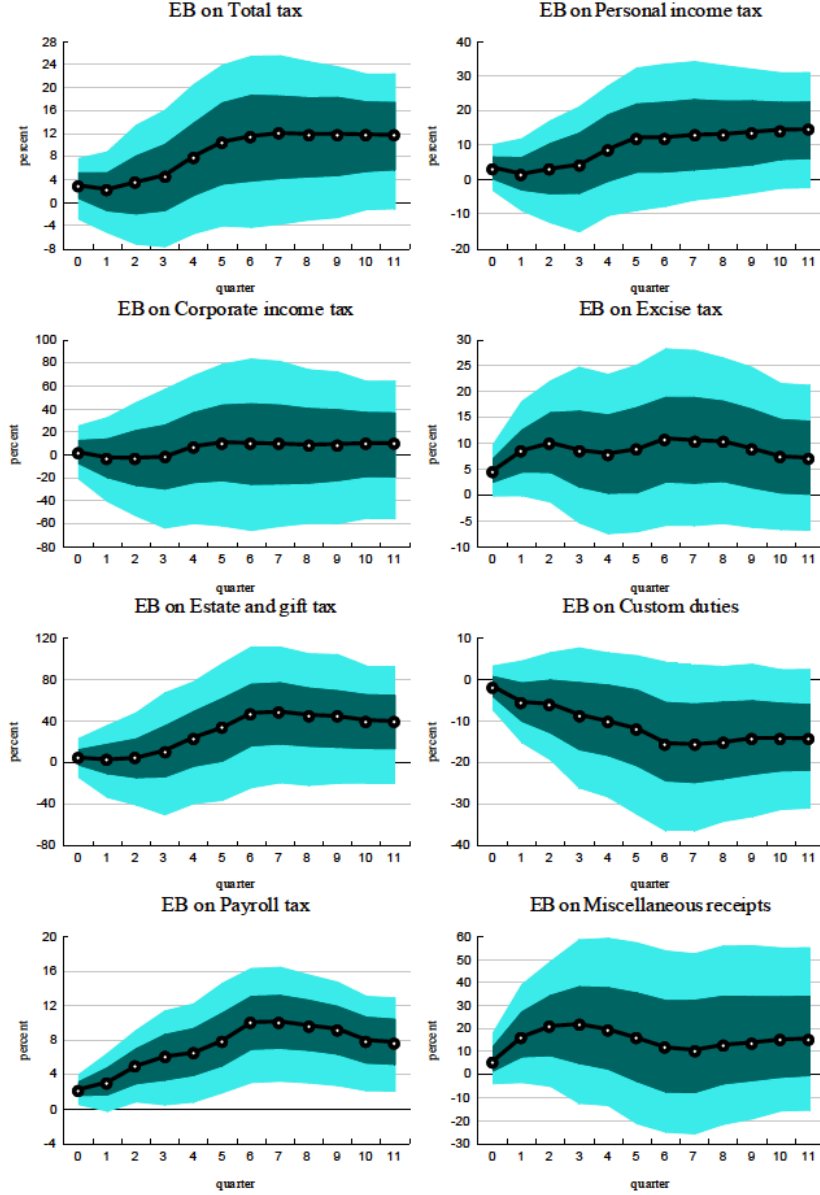 EB on Total tax
percent
28
24
20
16
12
8
4
0
-4
-8
0 1 2 3 4 5 6 7 8 9 10 11
quarter
EB on Personal income tax
percent
40
30
20
10
0
-10
-20
0 1 2 3 4 5 6 7 8 9 10 11
quarter
EB on Corporate income tax
percent
100
80
60
40
20
0
-20
-40
-60
-80
0 1 2 3 4 5 6 7 8 9 10 11
quarter
EB on Excise tax
percent
30
25
20
15
10
5
0
-5
-10
0 1 2 3 4 5 6 7 8 9 10 11
quarter
EB on Estate and gift tax
percent
120
80
40
0
-40
-80
0 1 2 3 4 5 6 7 8 9 10 11
quarter
EB on Custom duties
percent
10
0
-10
-20
-30
-40
0 1 2 3 4 5 6 7 8 9 10 11
quarter
EB on Payroll tax
percent
20
16
12
8
4
0
-4
0 1 2 3 4 5 6 7 8 9 10 11
quarter
EB on Miscellaneous receipts
percent
60
50
40
30
20
10
0
-10
-20
-30
0 1 2 3 4 5 6 7 8 9 10 11
quarter